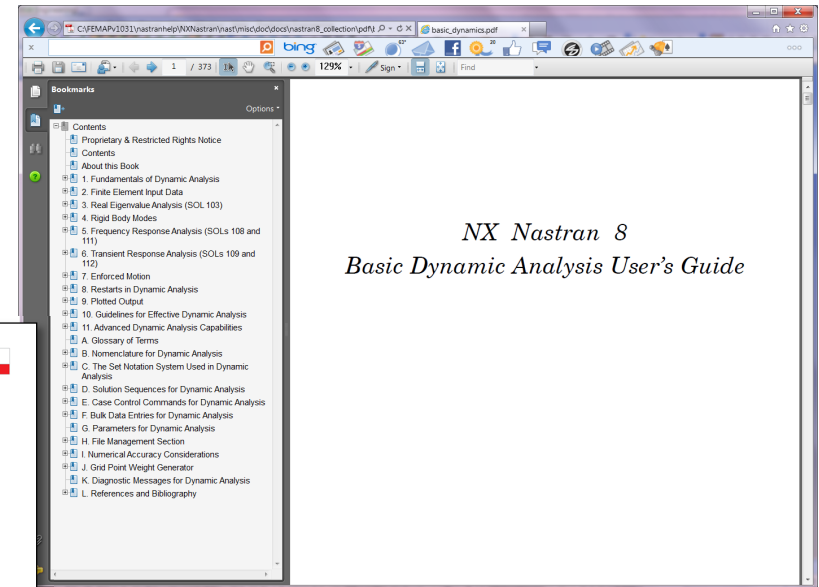 C:\FEMAPv1031\nastranhelp\NXNastran\nast\misc\doc\docs\nastran8_collection\pdf\t
basic_dynamics.pdf
bing
63°
20
1 / 373
129%
Sign
Find
Bookmarks
Options
Contents
Proprietary & Restricted Rights Notice
Contents
About this Book
1. Fundamentals of Dynamic Analysis
2. Finite Element Input Data
3. Real Eigenvalue Analysis (SOL 103)
4. Rigid Body Modes
5. Frequency Response Analysis (SOLs 108 and
111)
6. Transient Response Analysis (SOLs 109 and
112)
7. Enforced Motion
8. Restarts in Dynamic Analysis
9. Plotted Output
10. Guidelines for Effective Dynamic Analysis
11. Advanced Dynamic Analysis Capabilities
A. Glossary of Terms
B. Nomenclature for Dynamic Analysis
C. The Set Notation System Used in Dynamic
Analysis
D. Solution Sequences for Dynamic Analysis
E. Case Control Commands for Dynamic Analysis
F. Bulk Data Entries for Dynamic Analysis
G. Parameters for Dynamic Analysis
H. File Management Section
I. Numerical Accuracy Considerations
J. Grid Point Weight Generator
K. Diagnostic Messages for Dynamic Analysis
L. References and Bibliography
NX Nastran 8
Basic Dynamic Analysis User's Guide